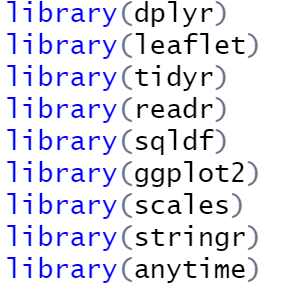 library(dplyr)
library(leaflet)
library(tidyr)
library(readr)
library(sqldf)
library(ggplot2)
library(scales)
library(stringr)
library(anytime)